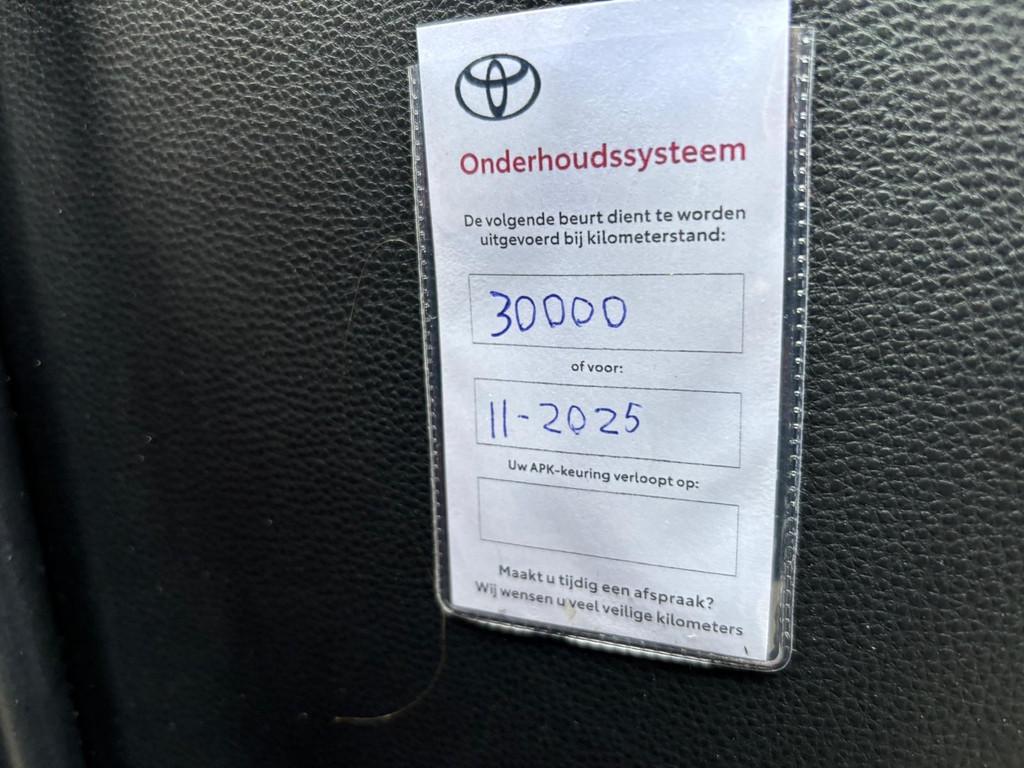 Onderhoudssysteem
De volgende beurt dient te worden
uitgevoerd bij kilometerstand:
30000
of voor:
11-2025
Uw APK-keuring verloopt op:
Maakt u tijdig een afspraak?
Wij wensen u veel veilige kilometers